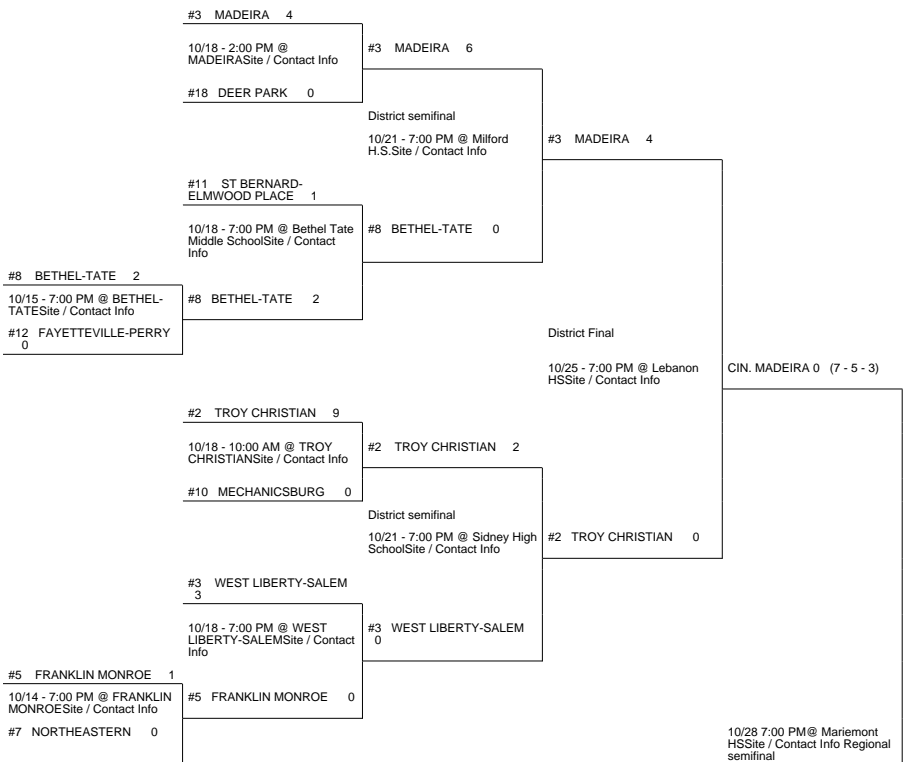 #3 MADEIRA 4
10/18 - 2:00 PM @
MADEIRASite / Contact Info
#3 MADEIRA 6
#18 DEER PARK 0
District semifinal
10/21 - 7:00 PM @ Milford
H.S.Site / Contact Info
#3 MADEIRA 4
#11 ST BERNARD-
ELMWOOD PLACE 1
10/18 - 7:00 PM @ Bethel Tate
Middle SchoolSite / Contact
Info
#8 BETHEL-TATE 0
#8 BETHEL-TATE 2
10/15 - 7:00 PM @ BETHEL-
TATESite / Contact Info
#8 BETHEL-TATE 2
#12 FAYETTEVILLE-PERRY
0
District Final
10/25 - 7:00 PM @ Lebanon
HSSite / Contact Info
CIN. MADEIRA 0 (7 - 5 - 3)
#2 TROY CHRISTIAN 9
10/18 - 10:00 AM @ TROY
CHRISTIANSite / Contact Info
#2 TROY CHRISTIAN 2
#10 MECHANICSBURG 0
District semifinal
10/21 - 7:00 PM @ Sidney High
SchoolSite / Contact Info
#2 TROY CHRISTIAN 0
#3 WEST LIBERTY-SALEM
3
10/18 - 7:00 PM @ WEST
LIBERTY-SALEMSite / Contact
Info
#3 WEST LIBERTY-SALEM
0
#5 FRANKLIN MONROE 1
10/14 - 7:00 PM @ FRANKLIN
MONROESite / Contact Info
#5 FRANKLIN MONROE 0
#7 NORTHEASTERN 0
10/28 7:00 PM@ Mariemont
HSSite / Contact Info Regional
semifinal